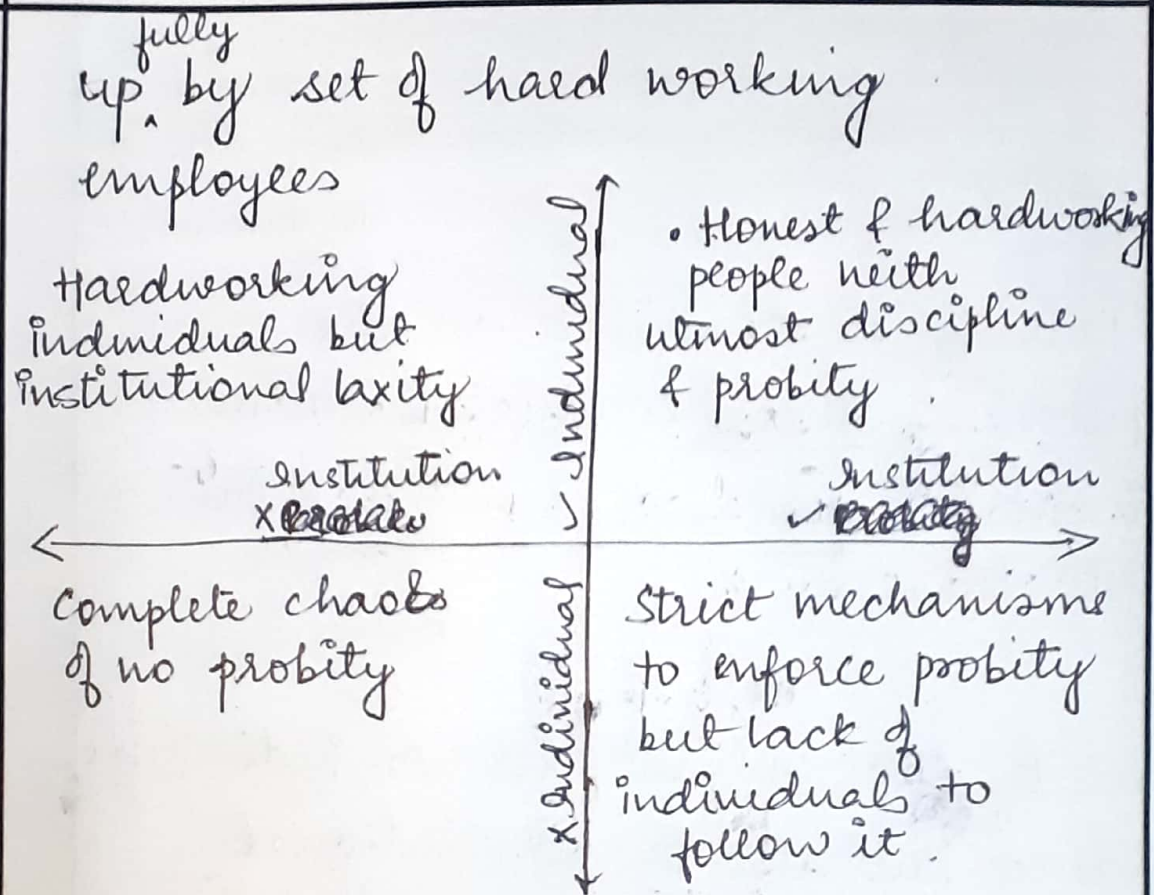 fully
up ^ by set of hard working
employees
Hardworking
individuals but
institutional laxity
✓ Individual
• Honest & hardworking
people with
utmost discipline
& probity
Institution
X
Institution
✓
Complete chaos
of no probity
X Individual
Strict mechanisms
to enforce probity
but lack of
individuals to
follow it.